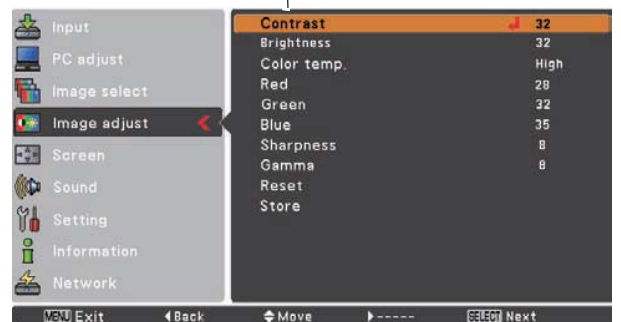 Input
PC adjust
Image select
Image adjust
Screen
Sound
Setting
Information
Network
Contrast 32
Brightness 32
Color temp. High
Red 28
Green 32
Blue 35
Sharpness 8
Gamma 8
Reset
Store
MENU Exit Back Move ----- SELECT Next